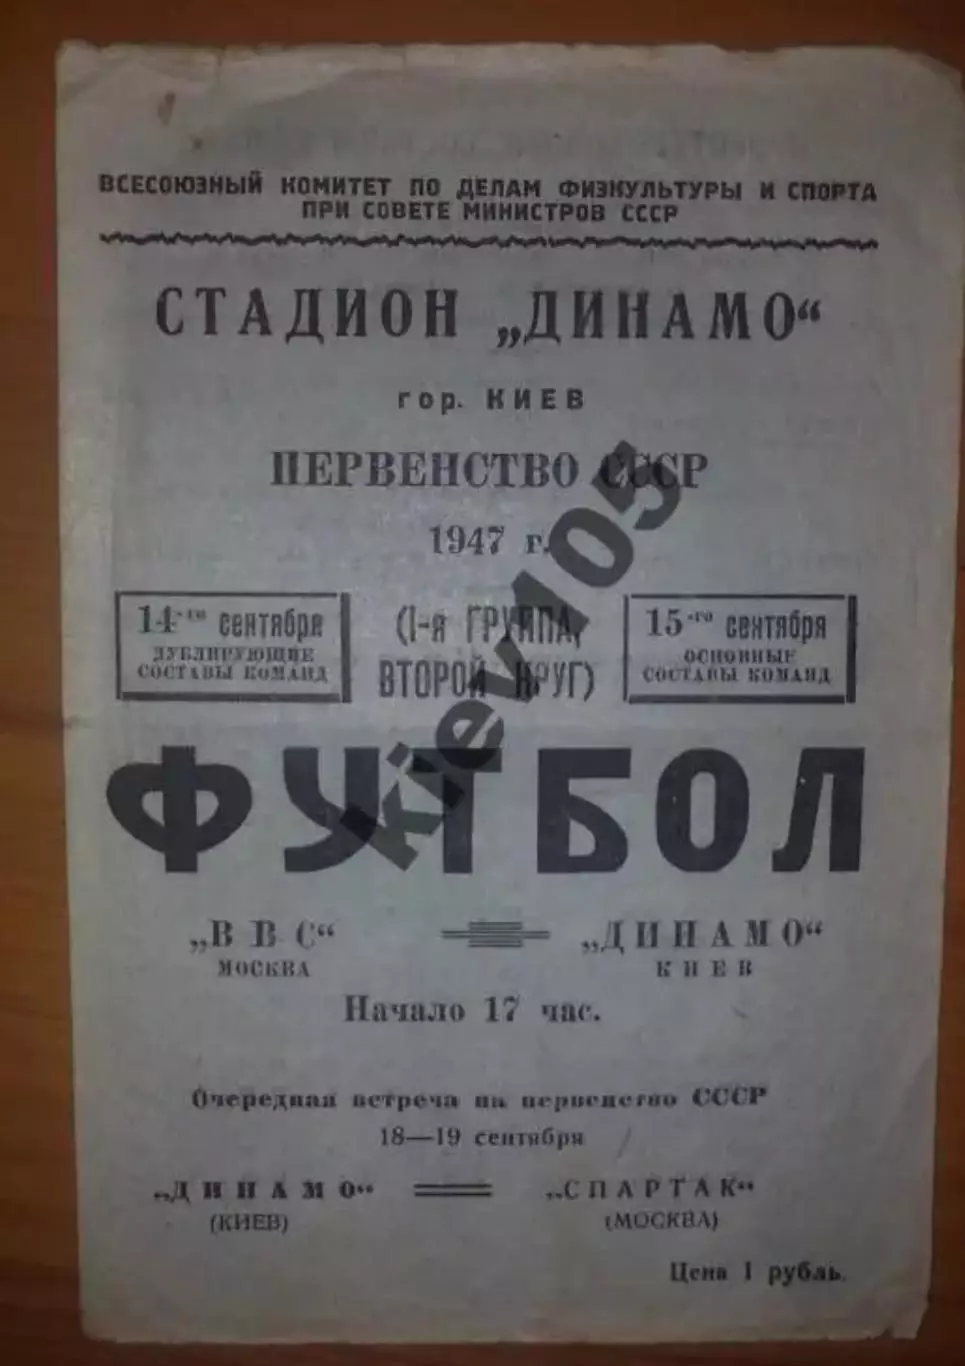 ВСЕСОЮЗНЫЙ КОМИТЕТ ПО ДЕЛАМ ФИЗКУЛЬТУРЫ И СПОРТА
ПРИ СОВЕТЕ МИНИСТРОВ СССР
СТАДИОН „ДИНАМО“
гор. КИЕВ
ПЕРВЕНСТВО СССР
1947 г.
14-го сентября
ДУБЛИРУЮЩИЕ
СОСТАВЫ КОМАНД
(I-я ГРУППА,
ВТОРОЙ КРУГ)
15-го сентября
ОСНОВНЫЕ
СОСТАВЫ КОМАНД
ФУТБОЛ
„ВВС“
МОСКВА
„ДИНАМО“
КИЕВ
Начало 17 час.
Очередная встреча на первенство СССР
18—19 сентября
„ДИНАМО“
(КИЕВ)
„СПАРТАК“
(МОСКВА)
Цена 1 рубль.
kiev105